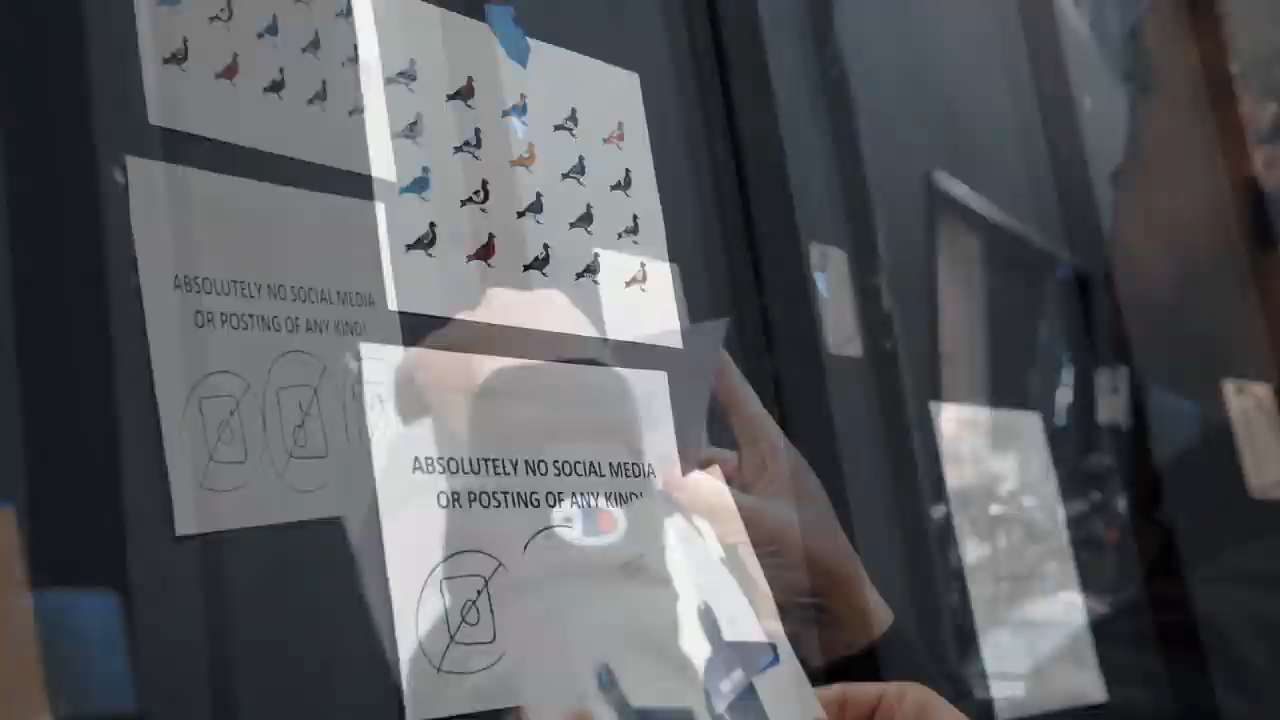 ABSOLUTELY NO SOCIAL MEDIA
OR POSTING OF ANY KIND!
ABSOLUTELY NO SOCIAL MEDIA
OR POSTING OF ANY KIND!